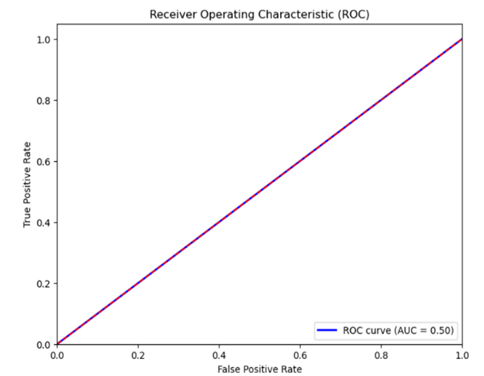 Receiver Operating Characteristic (ROC)
1.0
0.8
0.6
0.4
0.2
0.0
True Positive Rate
ROC curve (AUC = 0.50)
0.0 0.2 0.4 0.6 0.8 1.0
False Positive Rate